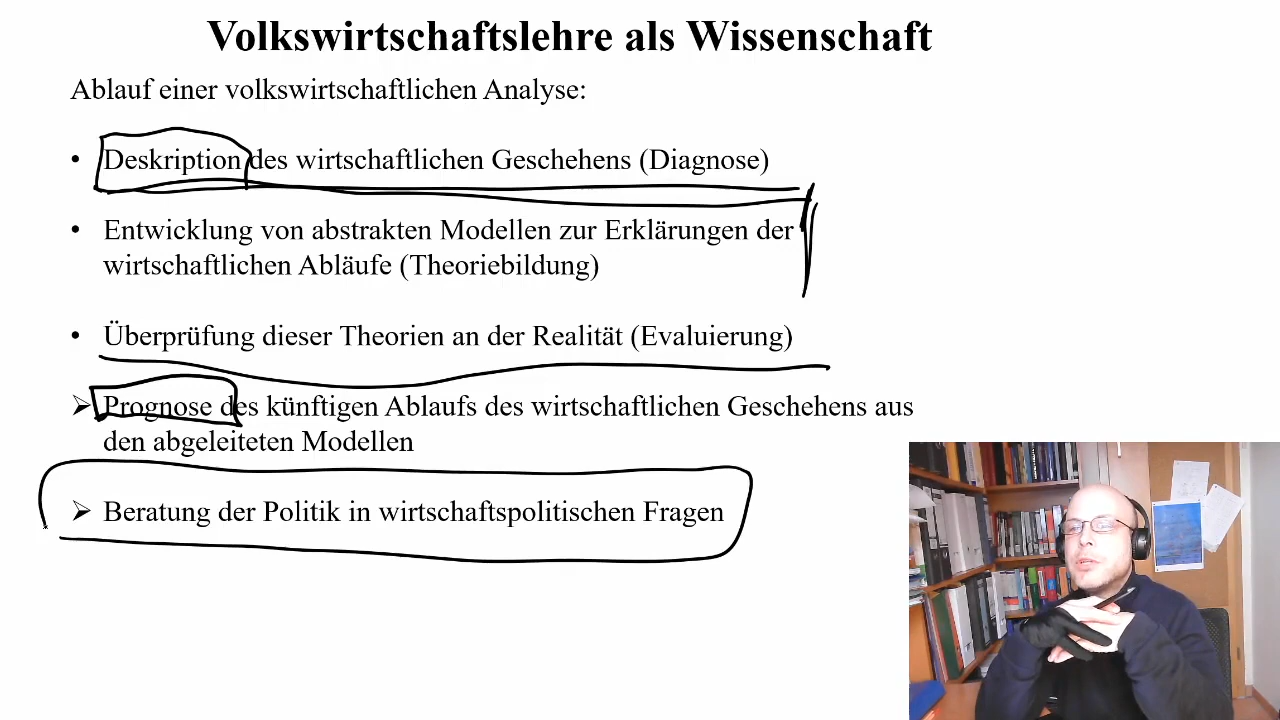 Volkswirtschaftslehre als Wissenschaft
Ablauf einer volkswirtschaftlichen Analyse:
• Deskription des wirtschaftlichen Geschehens (Diagnose)
• Entwicklung von abstrakten Modellen zur Erklärungen der
wirtschaftlichen Abläufe (Theoriebildung)
• Überprüfung dieser Theorien an der Realität (Evaluierung)
➢ Prognose des künftigen Ablaufs des wirtschaftlichen Geschehens aus
den abgeleiteten Modellen
➢ Beratung der Politik in wirtschaftspolitischen Fragen